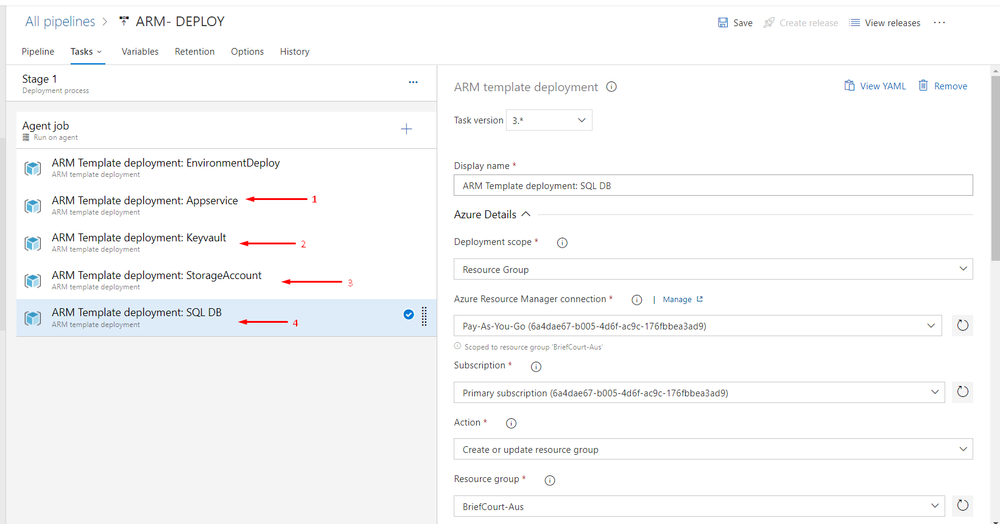 All pipelines > ARM- DEPLOY
Save Create release View releases ...
Pipeline Tasks Variables Retention Options History
Stage 1
Deployment process
Agent job
Run on agent
ARM Template deployment: EnvironmentDeploy
ARM template deployment
ARM Template deployment: Appservice 1
ARM template deployment
ARM Template deployment: Keyvault 2
ARM template deployment
ARM Template deployment: StorageAccount 3
ARM template deployment
ARM Template deployment: SQL DB 4
ARM template deployment
ARM template deployment
View YAML Remove
Task version 3.*
Display name *
ARM Template deployment: SQL DB
Azure Details
Deployment scope *
Resource Group
Azure Resource Manager connection * | Manage
Pay-As-You-Go (6a4dae67-b005-4d6f-ac9c-176fbbea3ad9)
Scoped to resource group 'BriefCourt-Aus'
Subscription *
Primary subscription (6a4dae67-b005-4d6f-ac9c-176fbbea3ad9)
Action *
Create or update resource group
Resource group *
BriefCourt-Aus